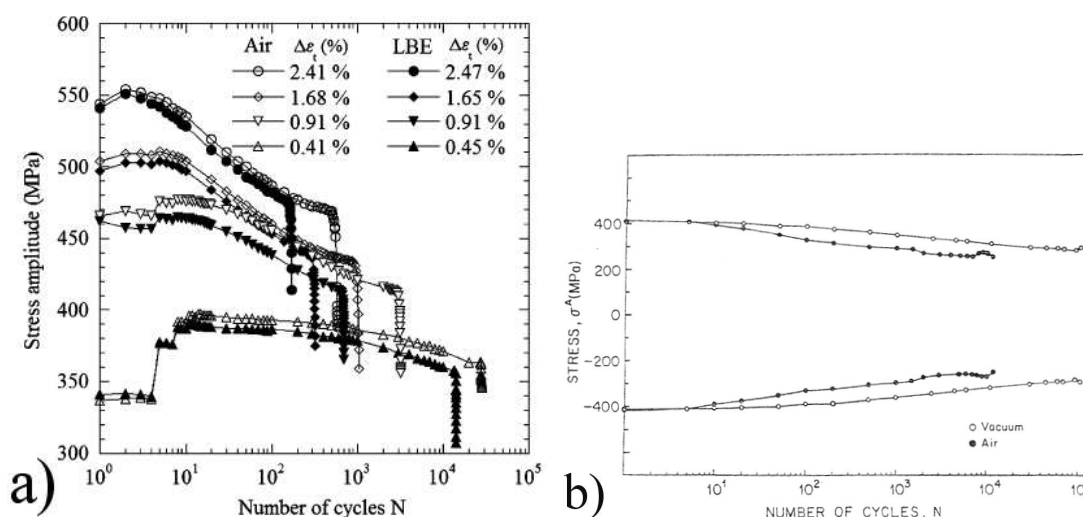 600
550
500
450
400
350
300
Stress amplitude (MPa)
Air Δεt (%) LBE Δεt (%)
2.41 % 2.47 %
1.68 % 1.65 %
0.91 % 0.91 %
0.41 % 0.45 %
10^0 10^1 10^2 10^3 10^4 10^5
Number of cycles N
a)
400
200
0
-200
-400
STRESS, σ^A (MPa)
Vacuum
Air
10^1 10^2 10^3 10^4
NUMBER OF CYCLES, N
b)